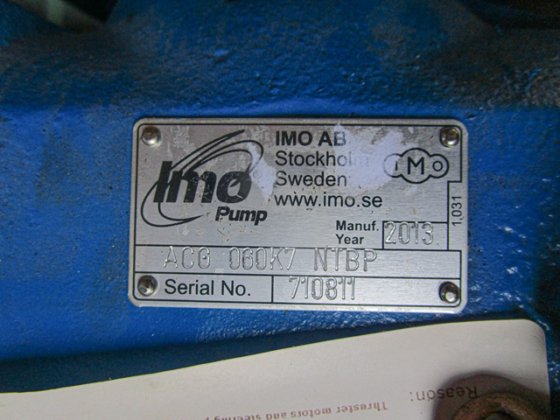 Imo
Pump
IMO AB
Stockholm
Sweden
www.imo.se
IMO
Manuf.
Year
2013
1,031
ACG 060K7 NTBP
Serial No.
710811
Reason:
Thruster motors and steering